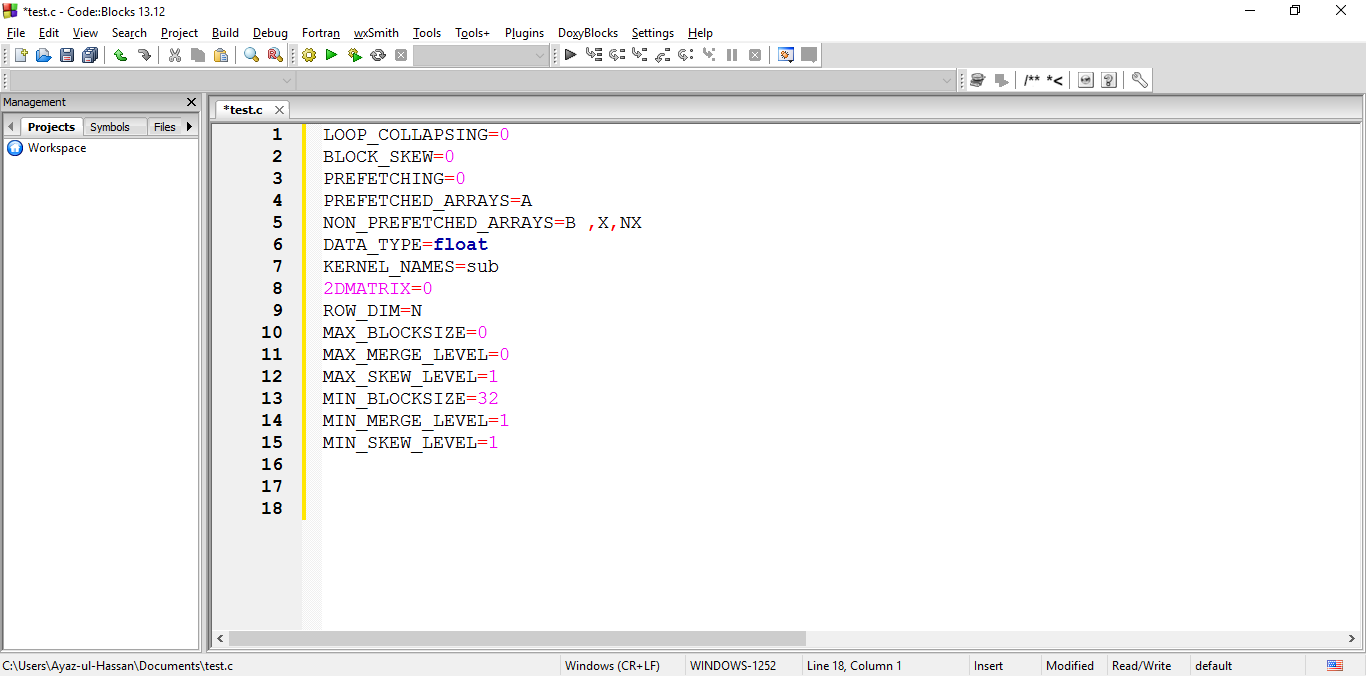 *test.c - Code::Blocks 13.12
File Edit View Search Project Build Debug Fortran wxSmith Tools Tools+ Plugins DoxyBlocks Settings Help
/** *<
Management
*test.c
Projects Symbols Files
Workspace
1 LOOP_COLLAPSING=0
2 BLOCK_SKEW=0
3 PREFETCHING=0
4 PREFETCHED_ARRAYS=A
5 NON_PREFETCHED_ARRAYS=B ,X,NX
6 DATA_TYPE=float
7 KERNEL_NAMES=sub
8 2DMATRIX=0
9 ROW_DIM=N
10 MAX_BLOCKSIZE=0
11 MAX_MERGE_LEVEL=0
12 MAX_SKEW_LEVEL=1
13 MIN_BLOCKSIZE=32
14 MIN_MERGE_LEVEL=1
15 MIN_SKEW_LEVEL=1
16
17
18
C:\Users\Ayaz-ul-Hassan\Documents\test.c Windows (CR+LF) WINDOWS-1252 Line 18, Column 1 Insert Modified Read/Write default